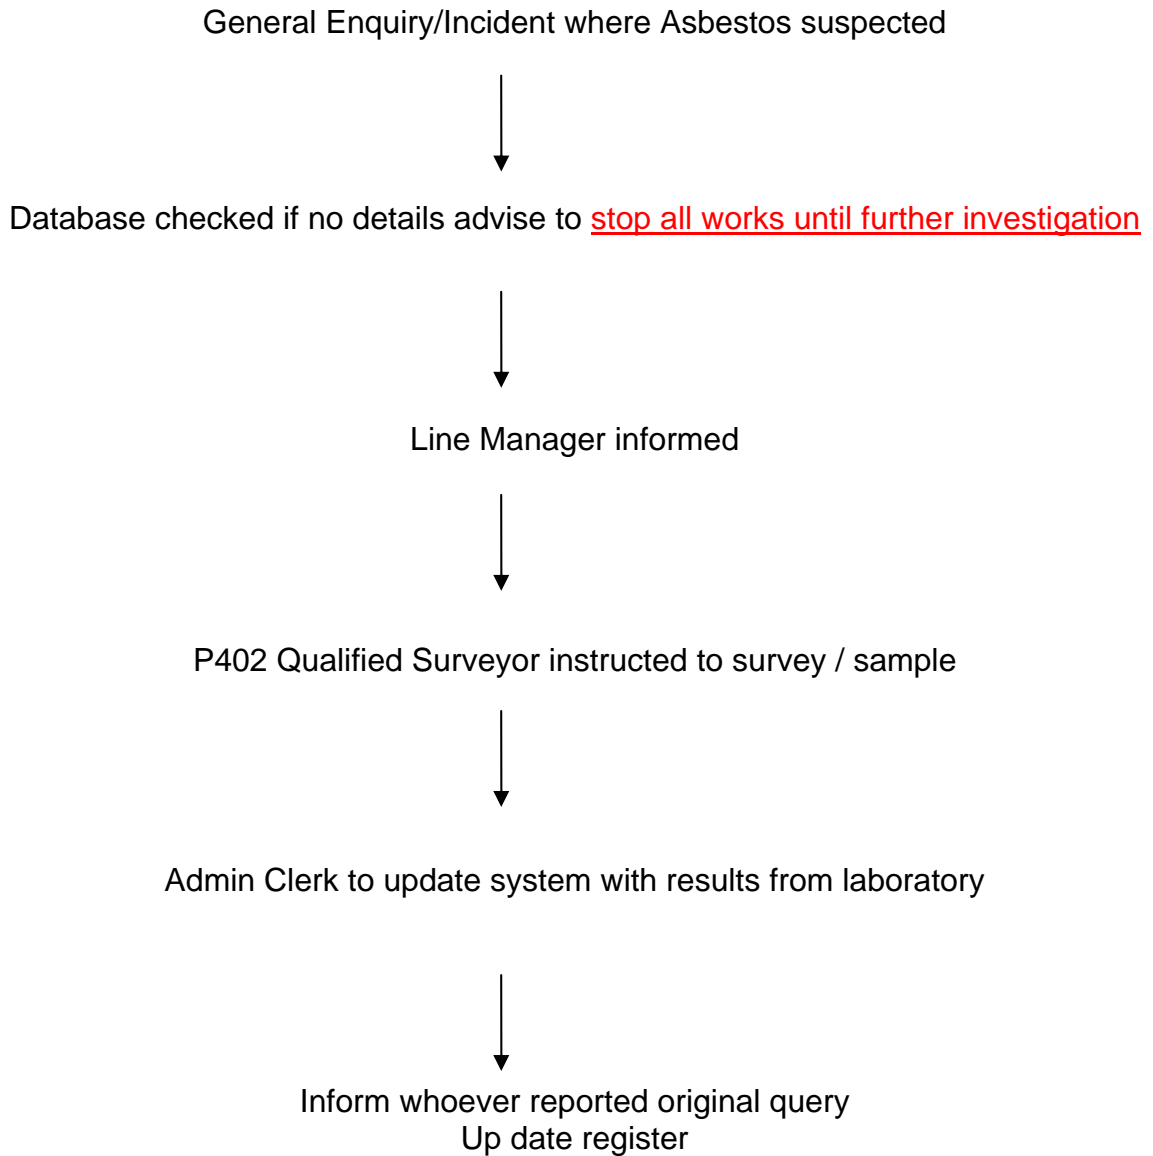 General Enquiry/Incident where Asbestos suspected
Database checked if no details advise to stop all works until further investigation
Line Manager informed
P402 Qualified Surveyor instructed to survey / sample
Admin Clerk to update system with results from laboratory
Inform whoever reported original query
Up date register